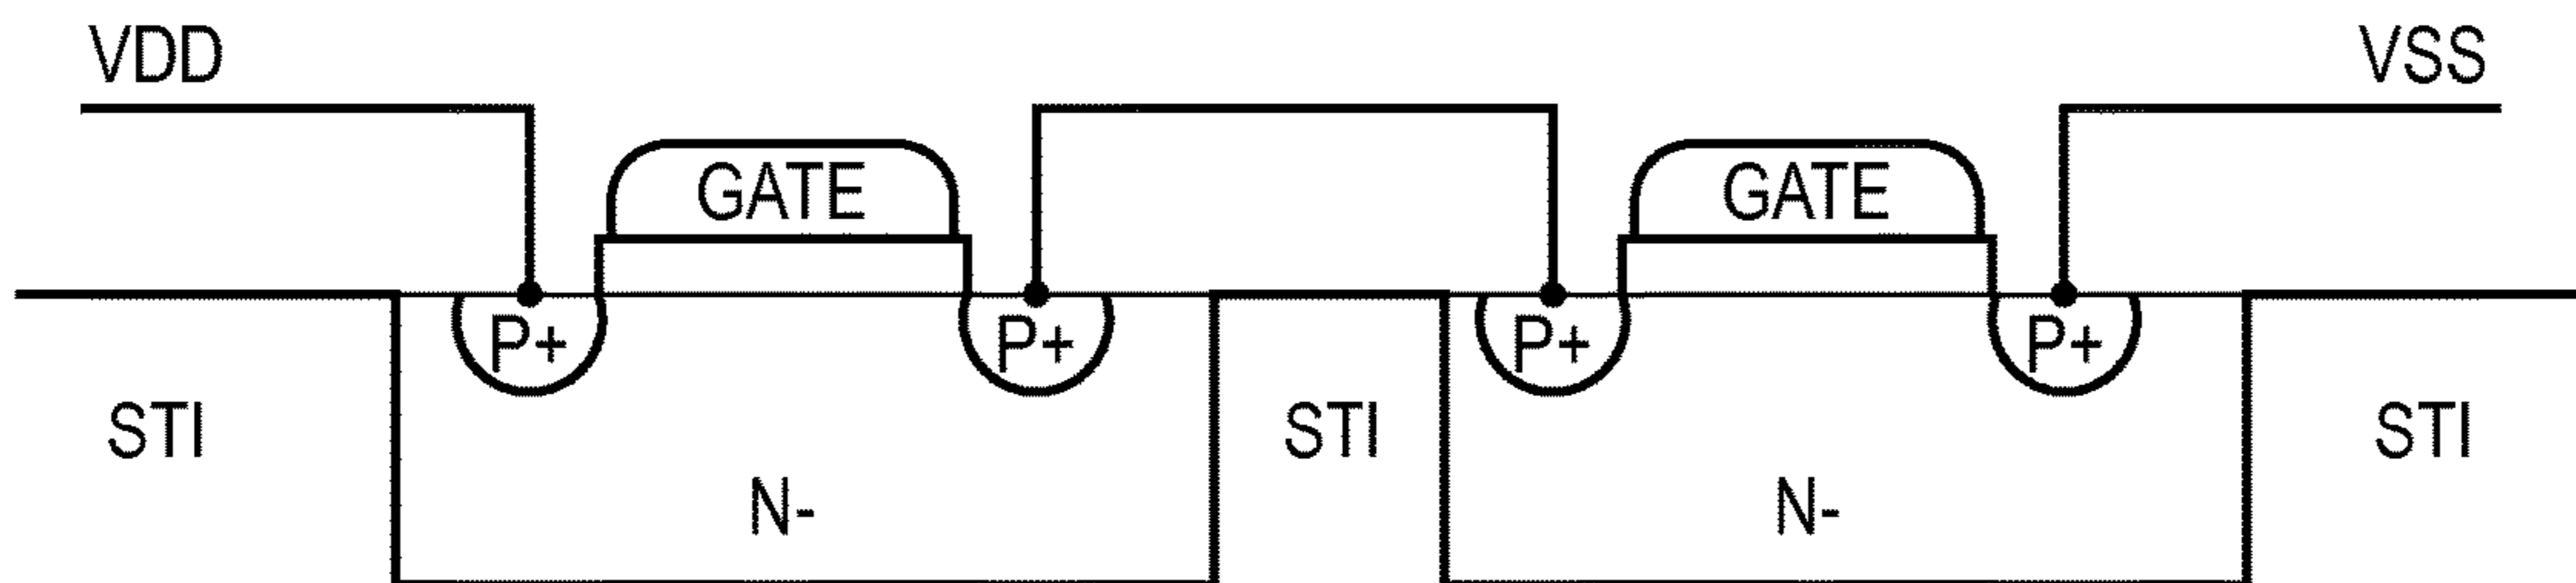 VDD VSS
GATE GATE
P+ P+ P+ P+
STI STI STI
N- N-